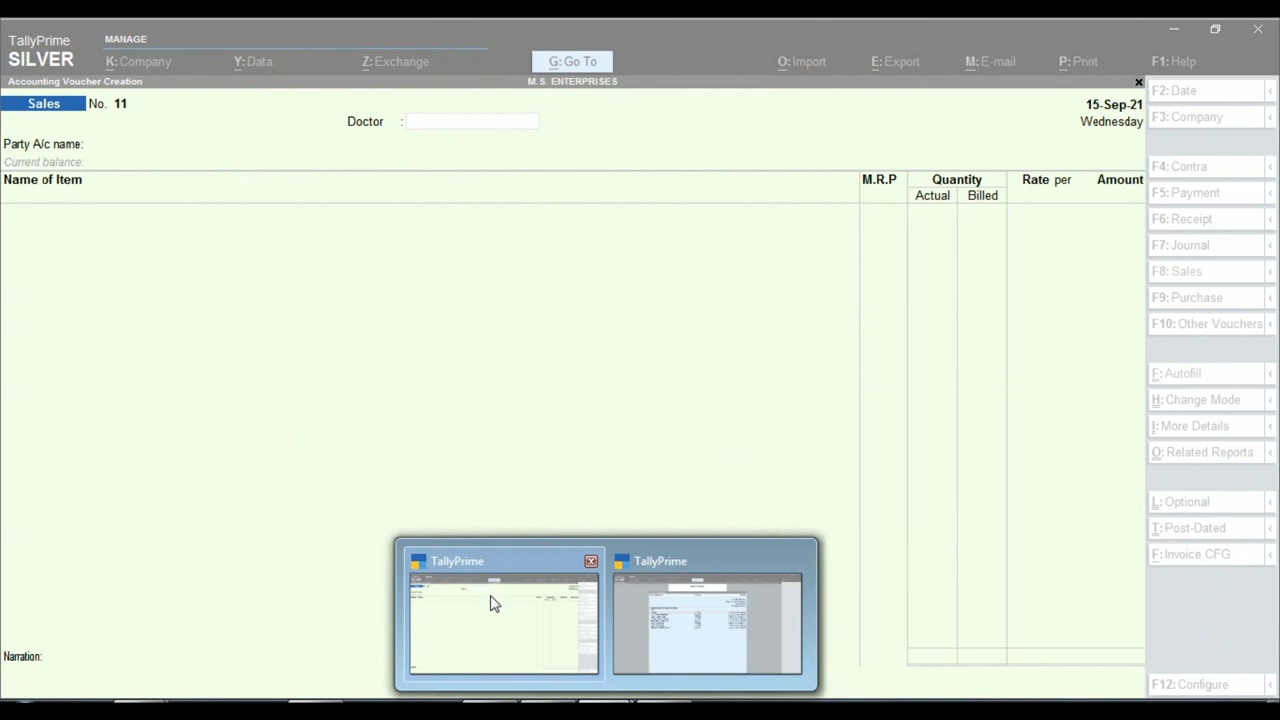 TallyPrime
SILVER
MANAGE
K: Company
Y: Data
Z: Exchange
G: Go To
O: Import
E: Export
M: E-mail
P: Print
F1: Help
Accounting Voucher Creation
M.S. ENTERPRISES
Sales No. 11
15-Sep-21
Doctor :
Wednesday
Party A/c name:
Current balance:
Name of Item
M.R.P
Quantity
Rate per
Amount
Actual
Billed
F2: Date
F3: Company
F4: Contra
F5: Payment
F6: Receipt
F7: Journal
F8: Sales
F9: Purchase
F10: Other Vouchers
F: Autofill
H: Change Mode
I: More Details
O: Related Reports
L: Optional
T: Post-Dated
F: Invoice CFG
F12: Configure
TallyPrime
TallyPrime
Narration: